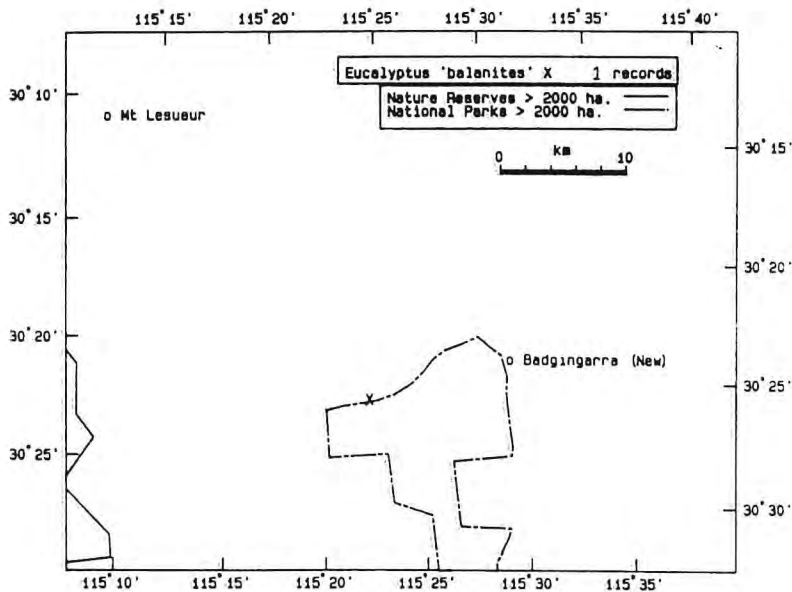 115°15' 115°20' 115°25' 115°30' 115°35' 115°40'
Eucalyptus 'balanites' X 1 records
Nature Reserves > 2000 ha.
National Parks > 2000 ha.
30°10'
Mt Lesueur
km
0 10
30°15'
30°15'
30°20'
30°20'
Badgingarra (New)
30°25'
X
30°25'
30°30'
115°10' 115°20' 115°25' 115°30' 115°35'